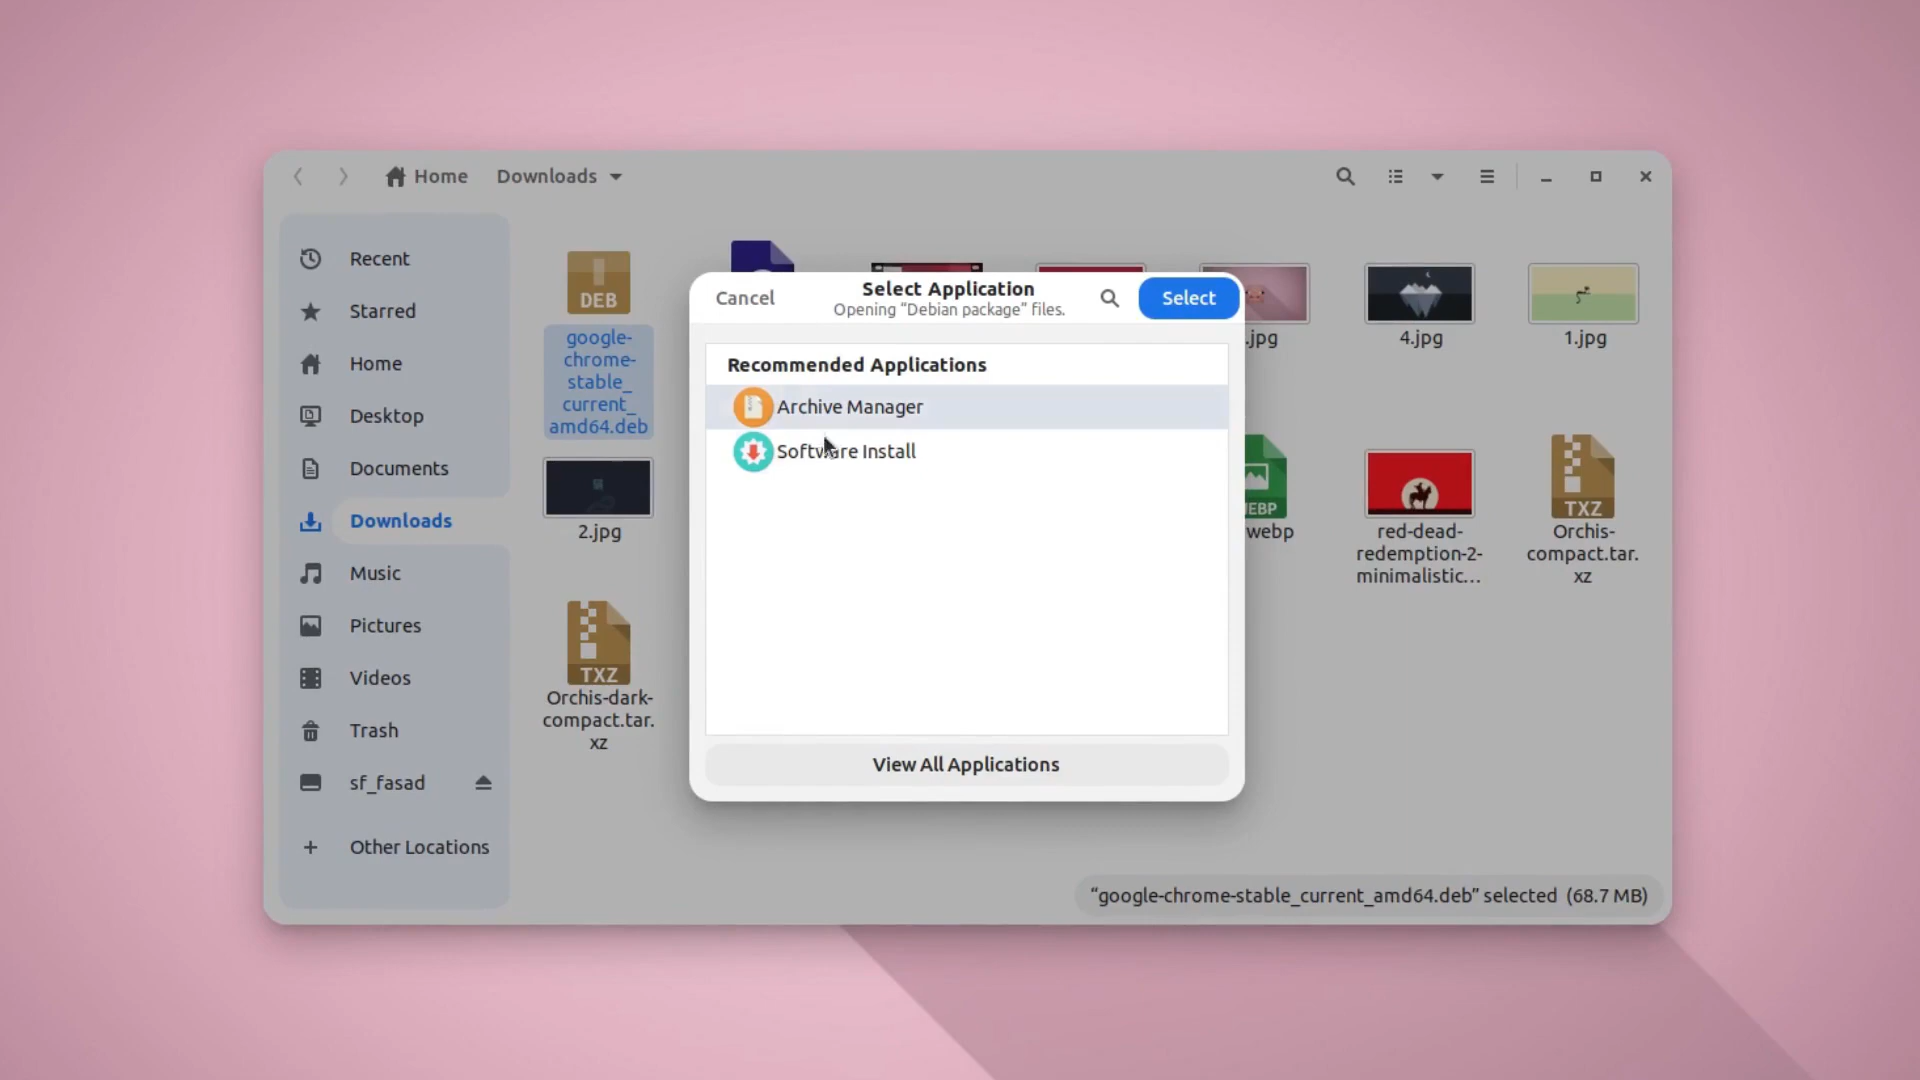 Home
Downloads
Recent
Starred
Home
Desktop
Documents
Downloads
Music
Pictures
Videos
Trash
sf_fasad
Other Locations
DEB
google-
chrome-
stable_
current_
amd64.deb
2.jpg
TXZ
Orchis-dark-
compact.tar.
xz
Cancel
Select Application
Opening “Debian package” files.
Select
Recommended Applications
Archive Manager
Software Install
View All Applications
.jpg
4.jpg
1.jpg
webp
red-dead-
redemption-2-
minimalistic...
TXZ
Orchis-
compact.tar.
xz
“google-chrome-stable_current_amd64.deb” selected (68.7 MB)